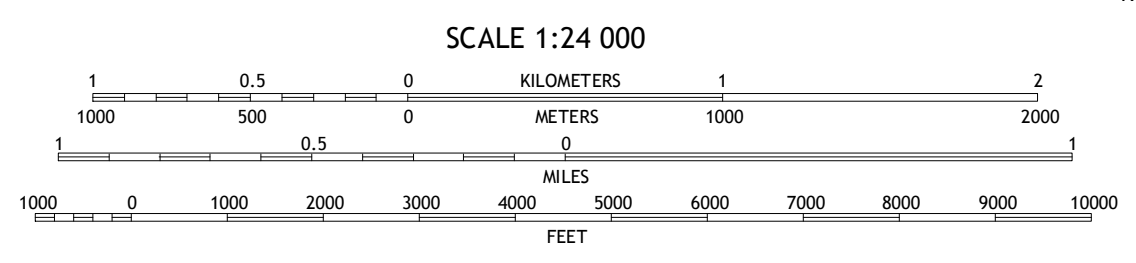 SCALE 1:24 000
1 0.5 0 KILOMETERS 1 2
1000 500 0 METERS 1000 2000
1 0.5 0 1
MILES
1000 0 1000 2000 3000 4000 5000 6000 7000 8000 9000 10000
FEET